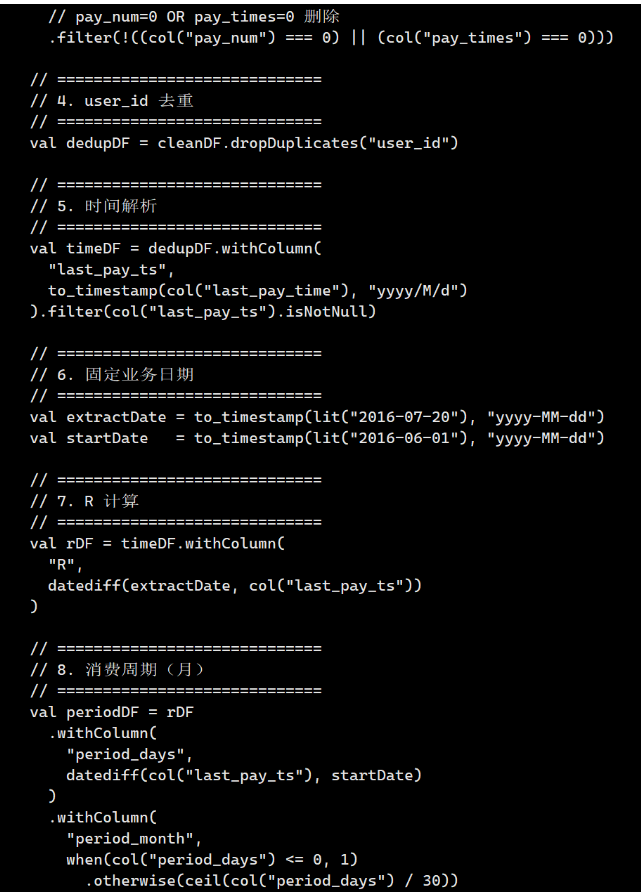 // pay_num=0 OR pay_times=0 删除
.filter(!((col("pay_num") === 0) || (col("pay_times") === 0)))
// =============================
// 4. user_id 去重
// =============================
val dedupDF = cleanDF.dropDuplicates("user_id")
// =============================
// 5. 时间解析
// =============================
val timeDF = dedupDF.withColumn(
"last_pay_ts",
to_timestamp(col("last_pay_time"), "yyyy/M/d")
).filter(col("last_pay_ts").isNotNull)
// =============================
// 6. 固定业务日期
// =============================
val extractDate = to_timestamp(lit("2016-07-20"), "yyyy-MM-dd")
val startDate   = to_timestamp(lit("2016-06-01"), "yyyy-MM-dd")
// =============================
// 7. R 计算
// =============================
val rDF = timeDF.withColumn(
"R",
datediff(extractDate, col("last_pay_ts"))
)
// =============================
// 8. 消费周期（月）
// =============================
val periodDF = rDF
.withColumn(
"period_days",
datediff(col("last_pay_ts"), startDate)
)
.withColumn(
"period_month",
when(col("period_days") <= 0, 1)
.otherwise(ceil(col("period_days") / 30))